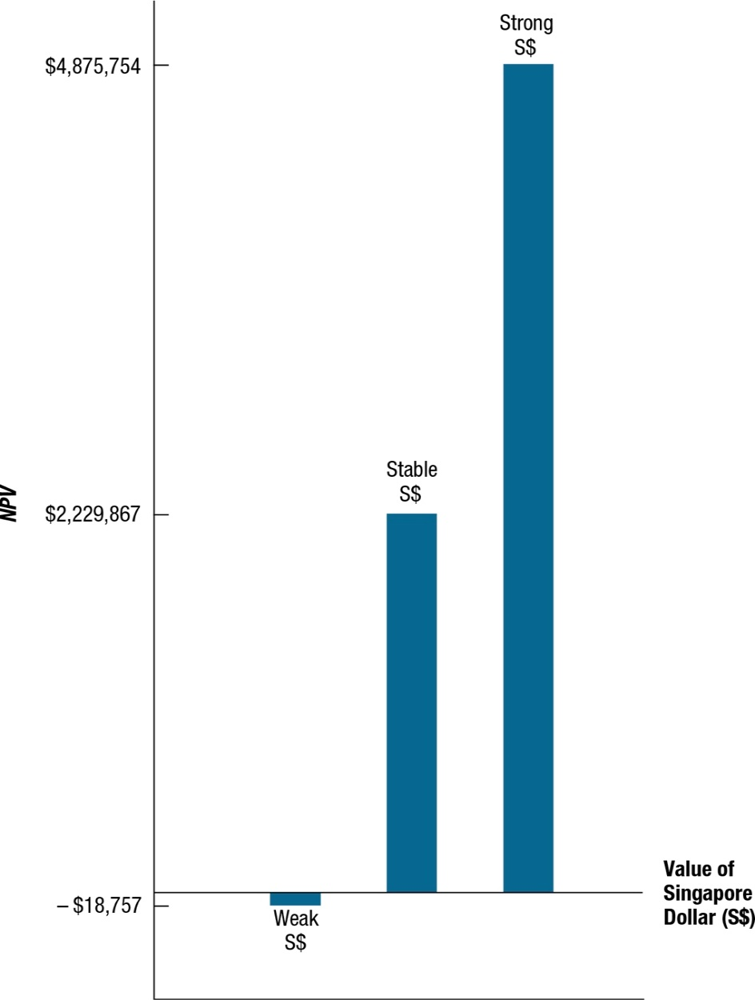 Strong
S$
$4,875,754
Stable
S$
NPV
$2,229,867
Value of
Singapore
Dollar (S$)
– $18,757
Weak
S$